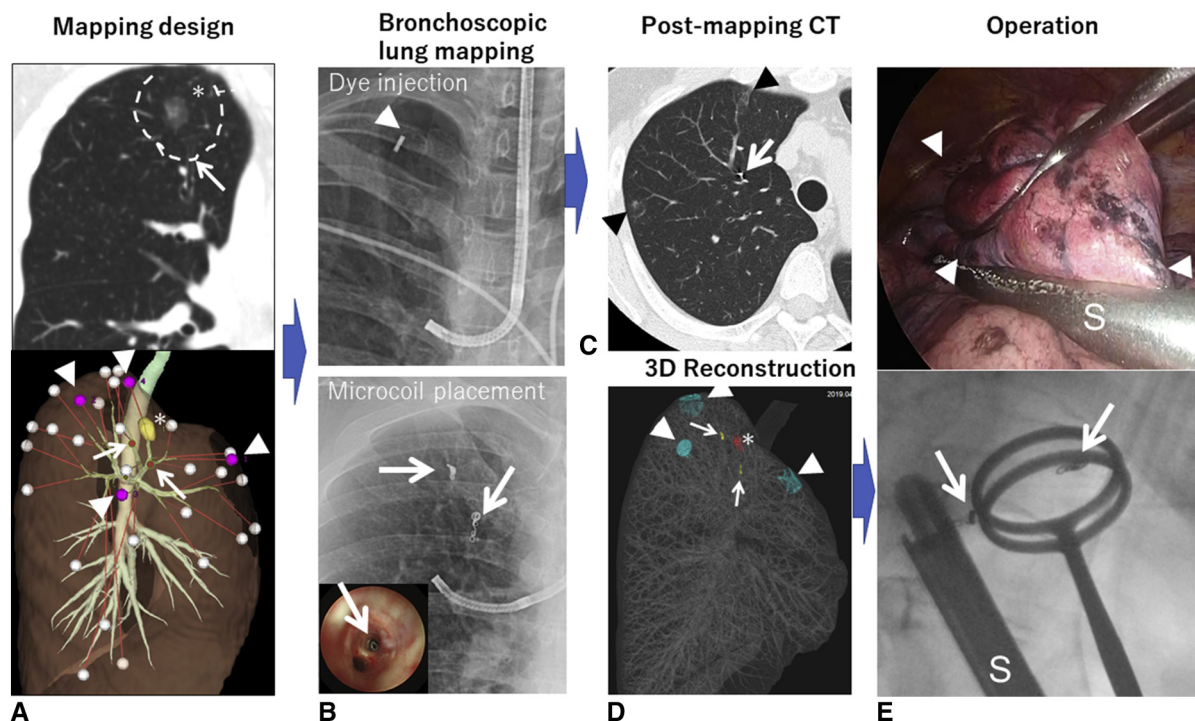 Mapping design
Bronchoscopic
lung mapping
Post-mapping CT
Operation
Dye injection
*
S
C
3D Reconstruction
Microcoil placement
2019.04
*
*
S
A
B
D
E